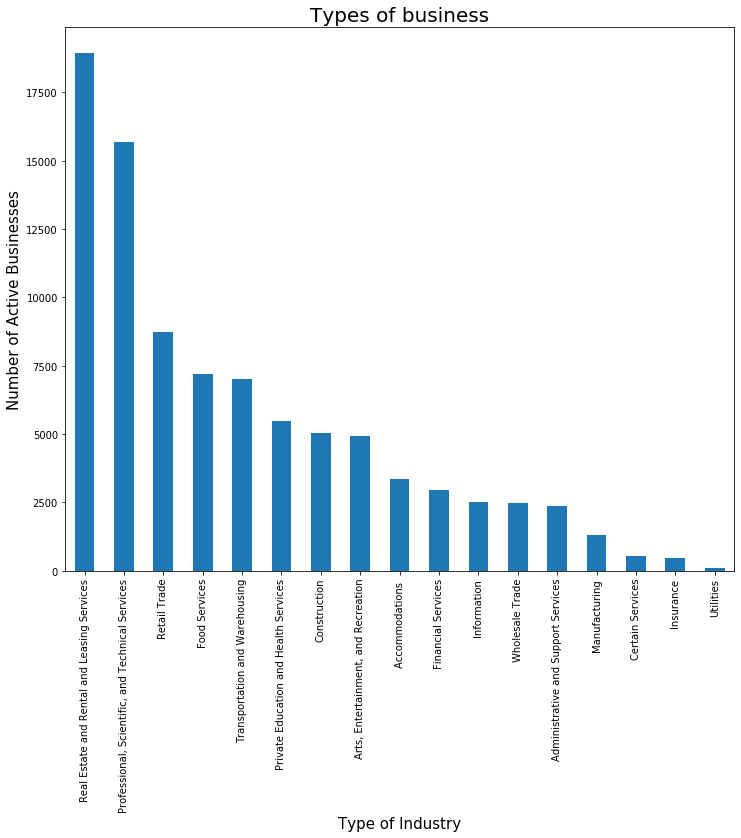 Types of business
Number of Active Businesses
17500
15000
12500
10000
7500
5000
2500
0
Real Estate and Rental and Leasing Services
Professional, Scientific, and Technical Services
Retail Trade
Food Services
Transportation and Warehousing
Private Education and Health Services
Construction
Arts, Entertainment, and Recreation
Accommodations
Financial Services
Information
Wholesale Trade
Administrative and Support Services
Manufacturing
Certain Services
Insurance
Utilities
Type of Industry